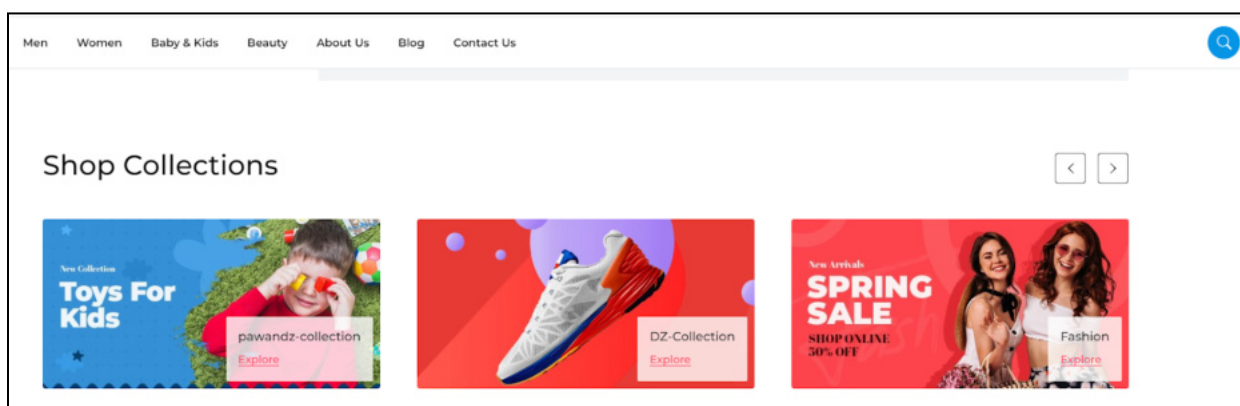 Men Women Baby & Kids Beauty About Us Blog Contact Us
Shop Collections
New Collection
Toys For
Kids
pawandz-collection
Explore
DZ-Collection
Explore
New Arrivals
SPRING
SALE
SHOP ONLINE
50% OFF
Fashion
Explore